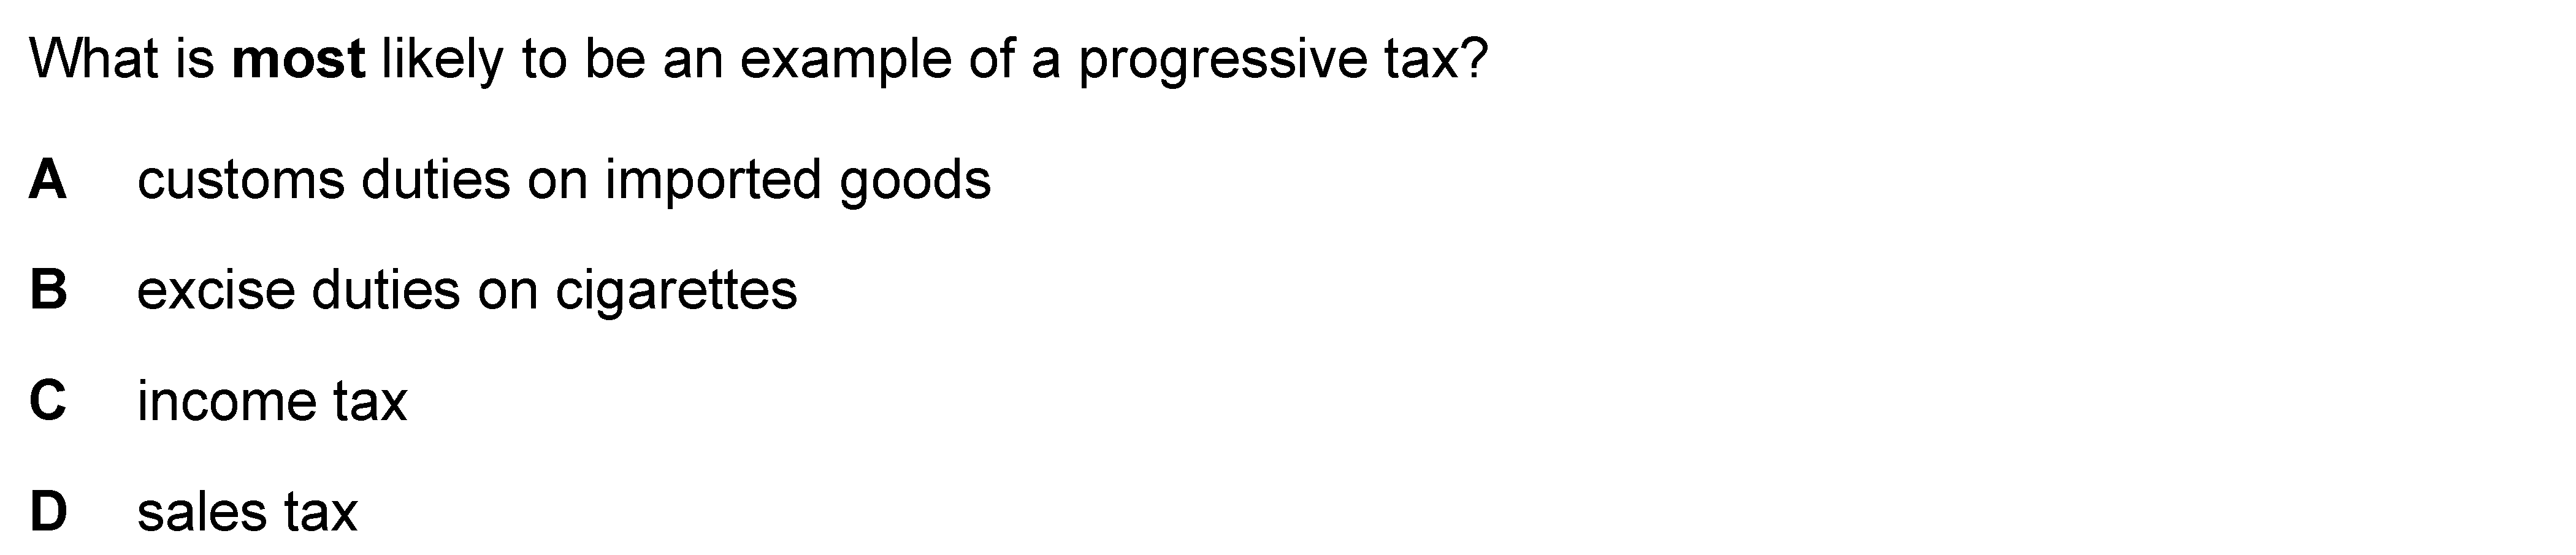 What is most likely to be an example of a progressive tax?
A customs duties on imported goods
B excise duties on cigarettes
C income tax
D sales tax